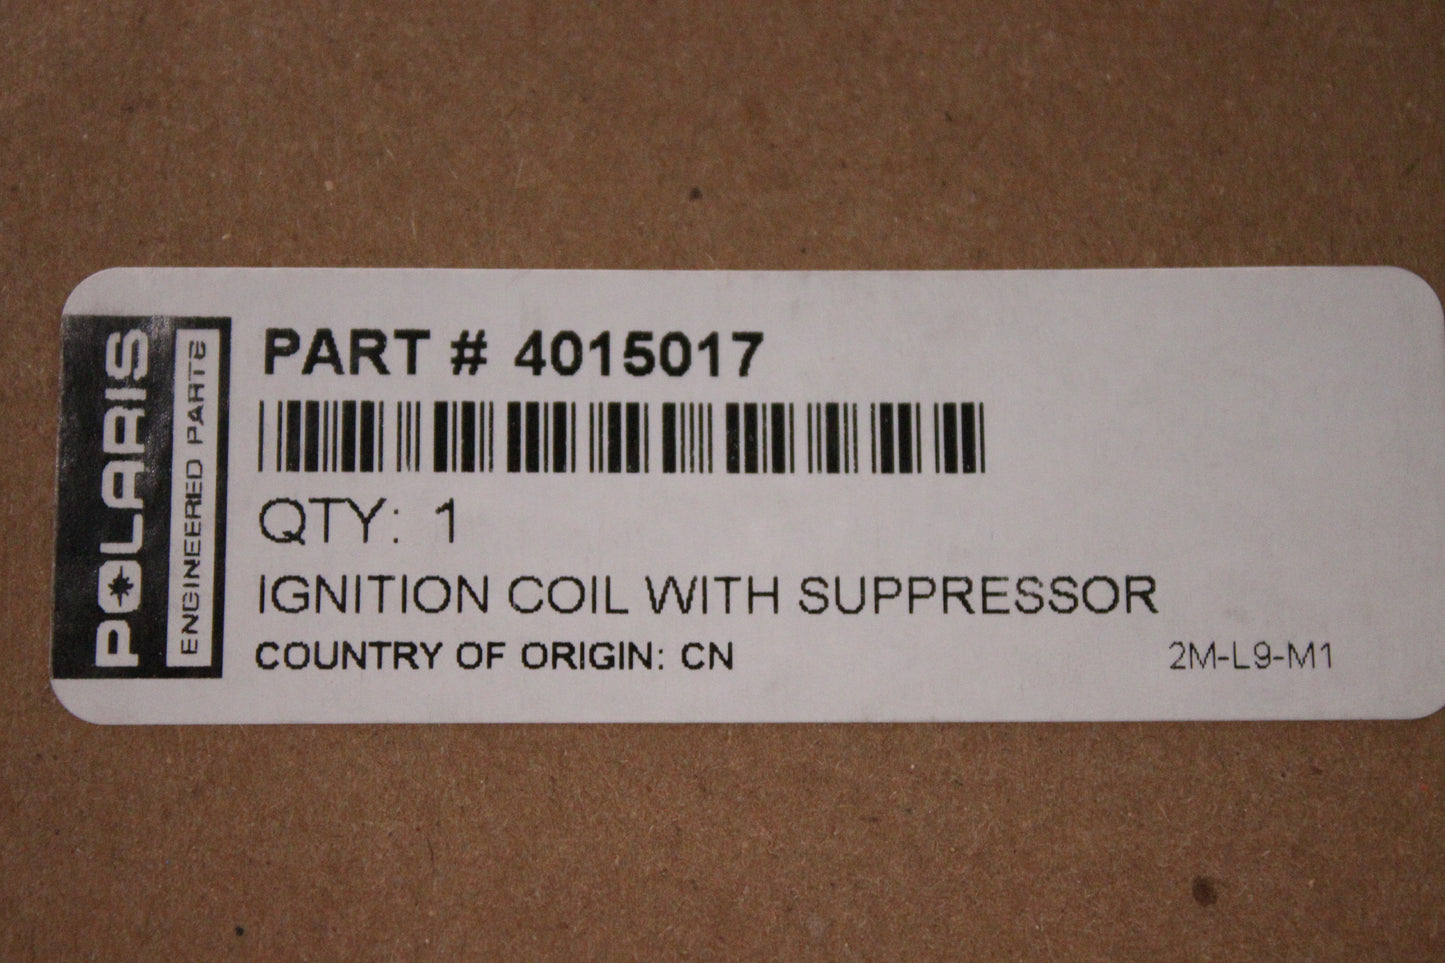 POLARIS
ENGINEERED PARTS
PART # 4015017
QTY: 1
IGNITION COIL WITH SUPPRESSOR
COUNTRY OF ORIGIN: CN
2M-L9-M1